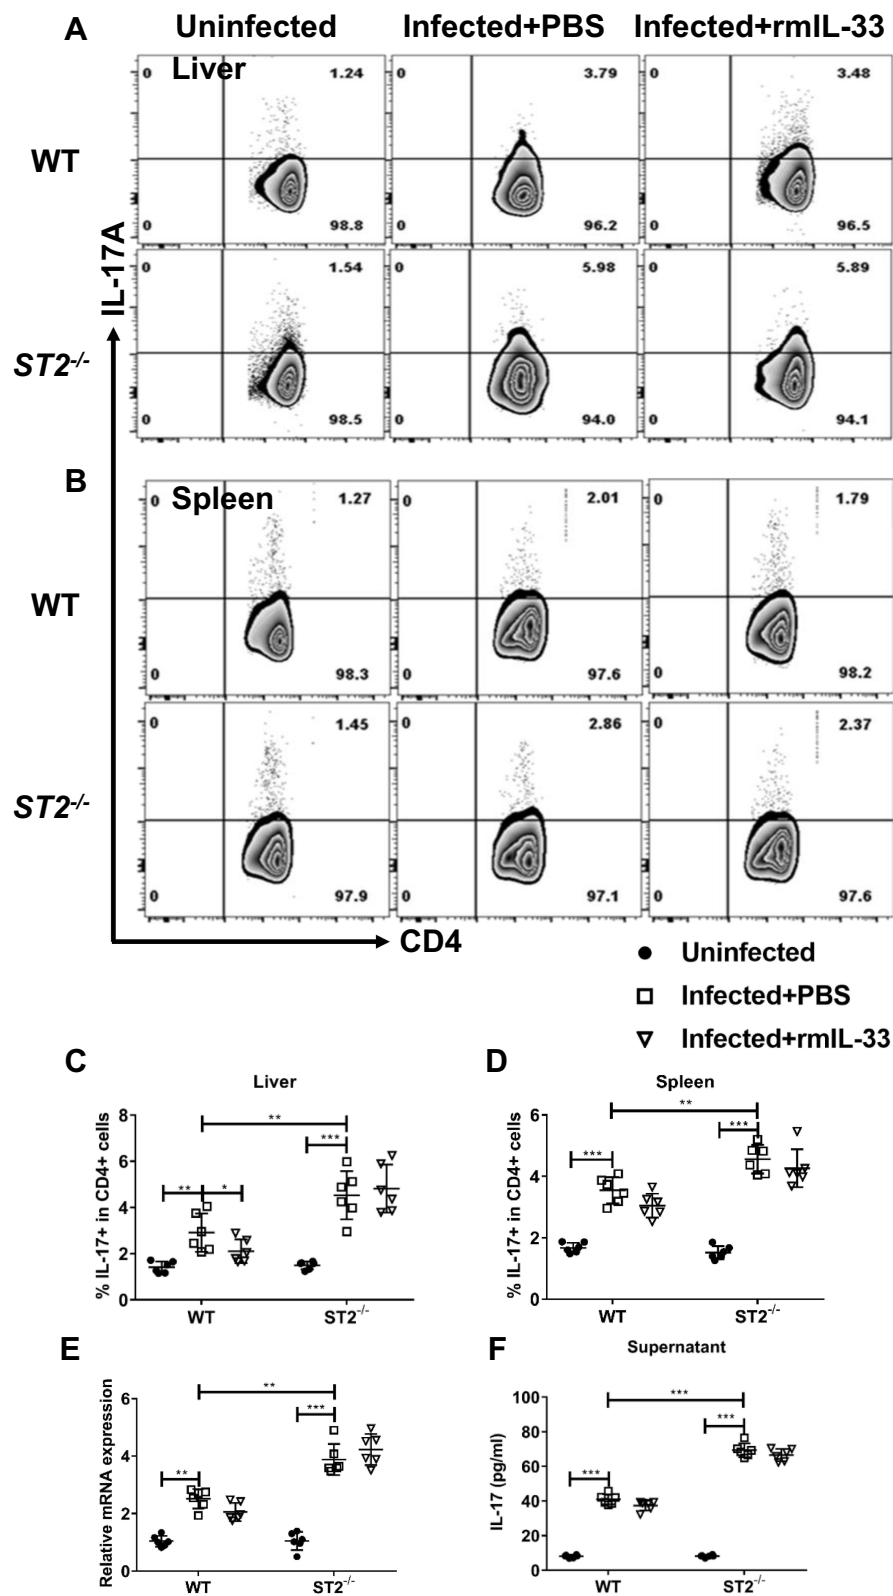 A
Uninfected Infected+PBS Infected+rmIL-33
Liver
0 1.24 0 3.79 0 3.48
WT
0 98.8 0 96.2 0 96.5
IL-17A
0 1.54 0 5.98 0 5.89
ST2-/-
0 98.5 0 94.0 0 94.1
B
Spleen
0 1.27 0 2.01 0 1.79
WT
0 98.3 0 97.6 0 98.2
0 1.45 0 2.86 0 2.37
ST2-/-
0 97.9 0 97.1 0 97.6
CD4
Uninfected
Infected+PBS
Infected+rmIL-33
C
Liver
% IL-17+ in CD4+ cells
8
6
4
2
0
**
***
**
*
WT ST2-/-
D
Spleen
% IL-17+ in CD4+ cells
6
4
2
0
**
***
***
WT ST2-/-
E
Relative mRNA expression
6
4
2
0
**
***
**
WT ST2-/-
F
Supernatant
IL-17 (pg/ml)
100
80
60
40
20
0
***
***
***
WT ST2-/-